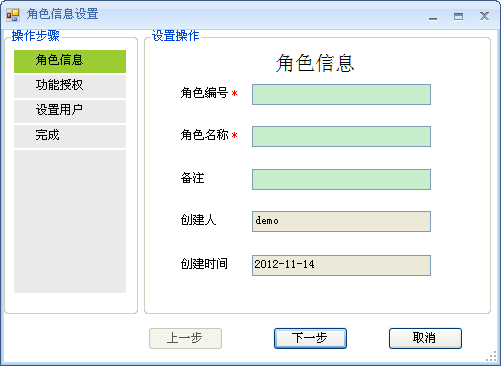 角色信息设置
操作步骤
角色信息
功能授权
设置用户
完成
设置操作
角色信息
角色编号 *
角色名称 *
备注
创建人 demo
创建时间 2012-11-14
上一步 下一步 取消